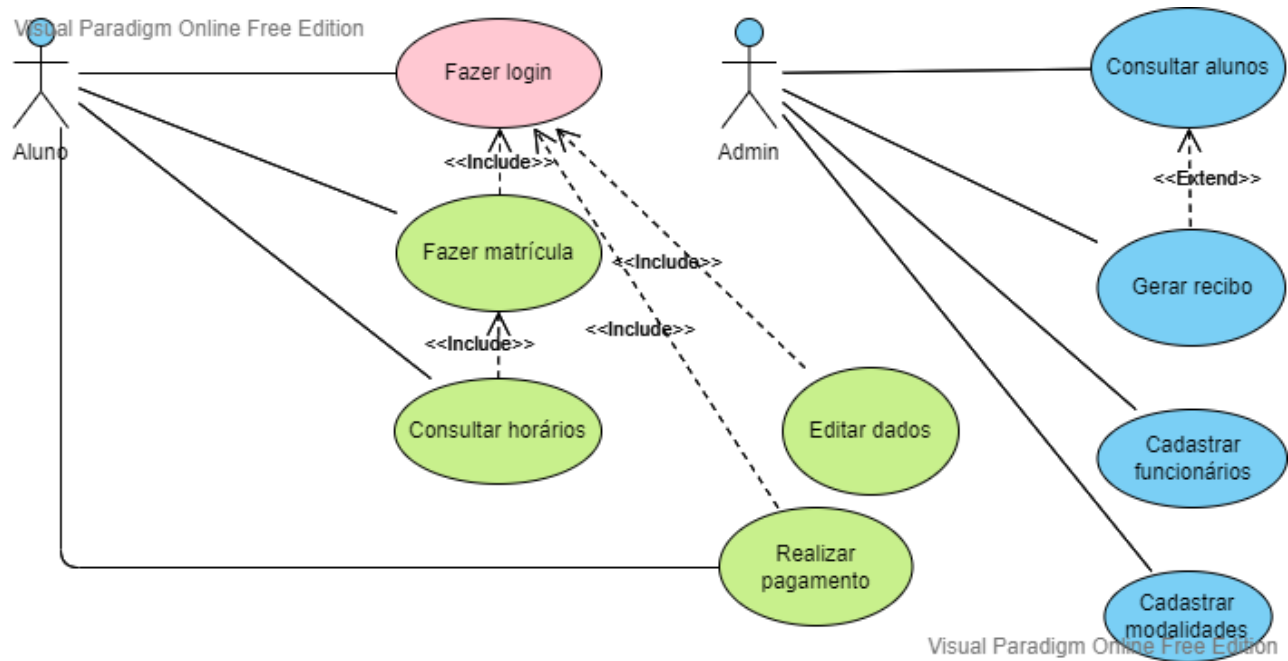 Visual Paradigm Online Free Edition
Fazer login
Consultar alunos
Aluno
Admin
<<Include>>
<<Extend>>
Fazer matrícula
<<Include>>
Gerar recibo
<<Include>>
<<Include>>
Consultar horários
Editar dados
Cadastrar
funcionários
Realizar
pagamento
Cadastrar
modalidades
Visual Paradigm Online Free Edition